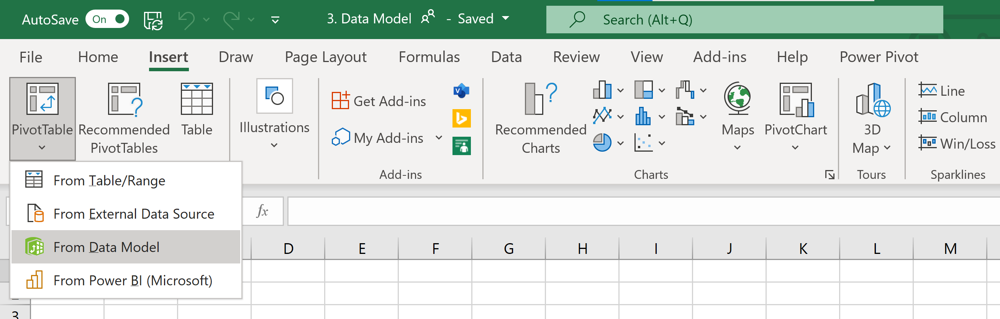 AutoSave On 3. Data Model - Saved Search (Alt+Q)
File Home Insert Draw Page Layout Formulas Data Review View Add-ins Help Power Pivot
PivotTable
Recommended
PivotTables
Table
Illustrations
Get Add-ins
My Add-ins
Add-ins
Recommended
Charts
Maps
PivotChart
Charts
3D
Map
Tours
Line
Column
Win/Loss
Sparklines
From Table/Range
From External Data Source
From Data Model
From Power BI (Microsoft)
fx
D E F G H I J K L M
3